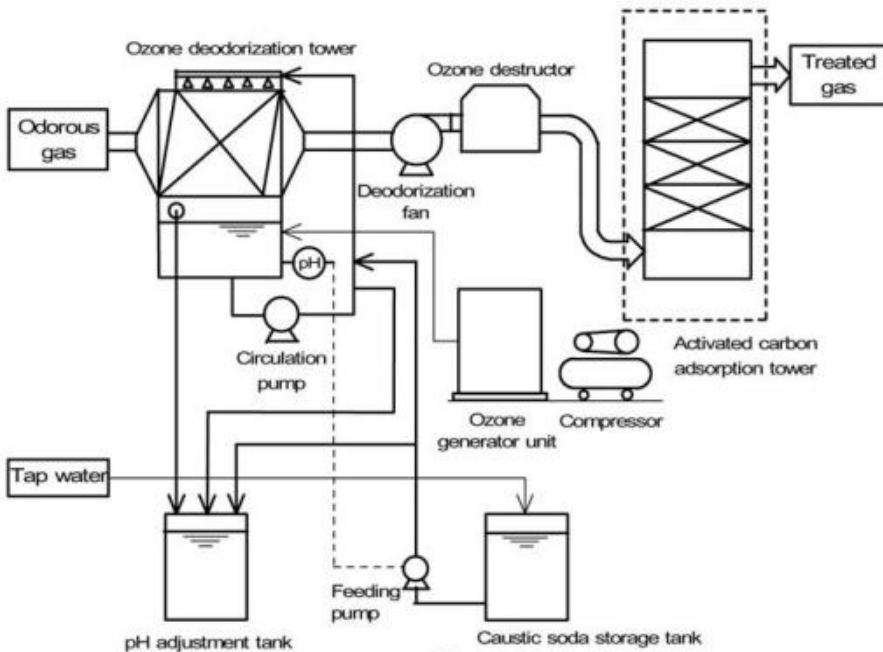 Ozone deodorization tower
Odorous
gas
Ozone destructor
Treated
gas
Deodorization
fan
pH
Circulation
pump
Activated carbon
adsorption tower
Ozone
generator unit
Compressor
Tap water
Feeding
pump
pH adjustment tank
Caustic soda storage tank